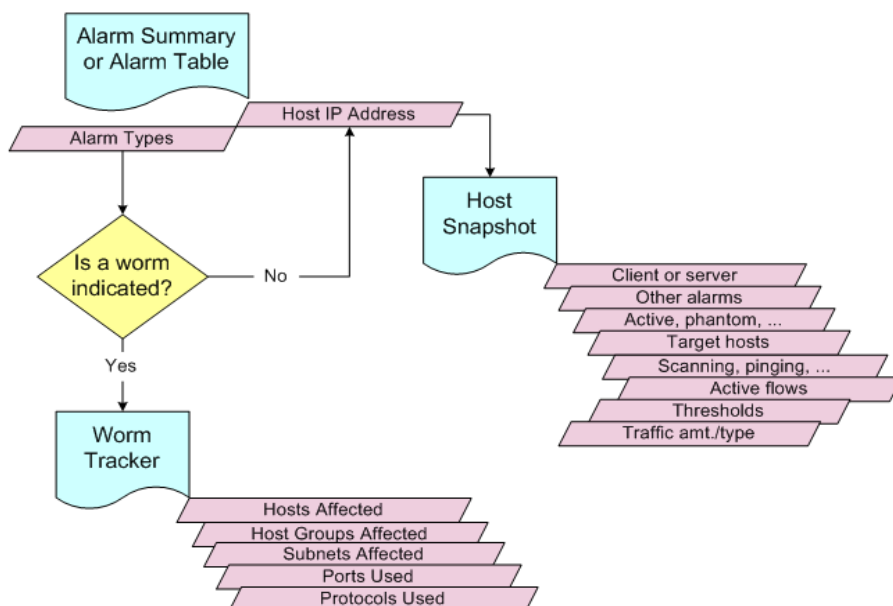 Alarm Summary
or Alarm Table
Host IP Address
Alarm Types
Host
Snapshot
Is a worm
indicated?
No
Client or server
Other alarms
Active, phantom, ...
Target hosts
Scanning, pinging, ...
Active flows
Thresholds
Traffic amt./type
Yes
Worm
Tracker
Hosts Affected
Host Groups Affected
Subnets Affected
Ports Used
Protocols Used